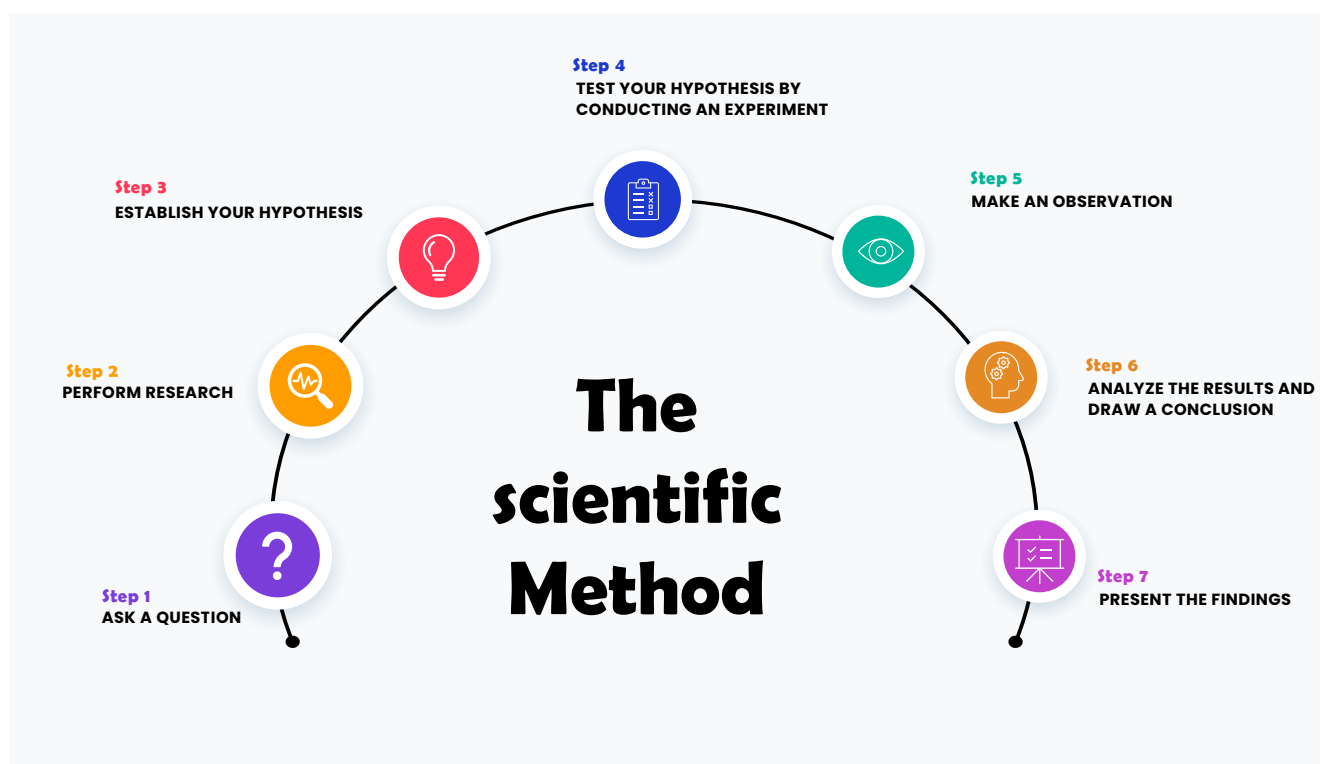 Step 4
TEST YOUR HYPOTHESIS BY
CONDUCTING AN EXPERIMENT
Step 3
ESTABLISH YOUR HYPOTHESIS
Step 5
MAKE AN OBSERVATION
Step 2
PERFORM RESEARCH
Step 6
ANALYZE THE RESULTS AND
DRAW A CONCLUSION
The
scientific
Method
Step 1
ASK A QUESTION
Step 7
PRESENT THE FINDINGS